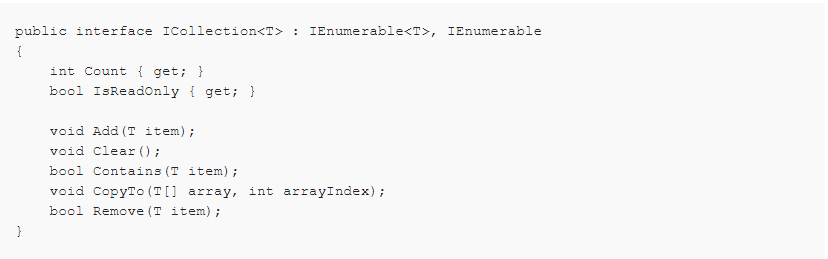 public interface ICollection<T> : IEnumerable<T>, IEnumerable
{
    int Count { get; }
    bool IsReadOnly { get; }

    void Add(T item);
    void Clear();
    bool Contains(T item);
    void CopyTo(T[] array, int arrayIndex);
    bool Remove(T item);
}